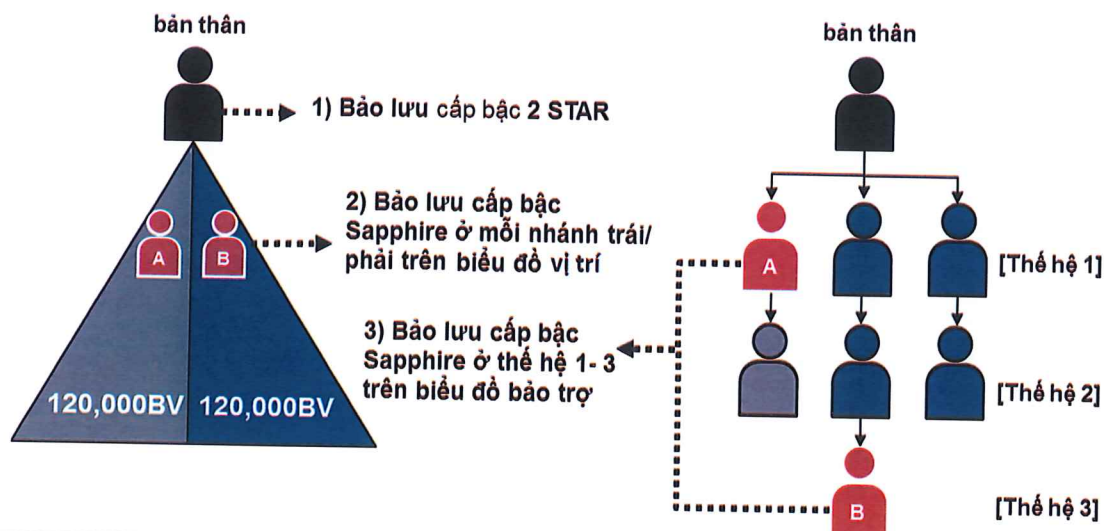 bản thân
1) Bảo lưu cấp bậc 2 STAR
2) Bảo lưu cấp bậc
Sapphire ở mỗi nhánh trái/
phải trên biểu đồ vị trí
A
B
3) Bảo lưu cấp bậc
Sapphire ở thế hệ 1- 3
trên biểu đồ bảo trợ
120,000BV
120,000BV
bản thân
A
[Thế hệ 1]
[Thế hệ 2]
B
[Thế hệ 3]